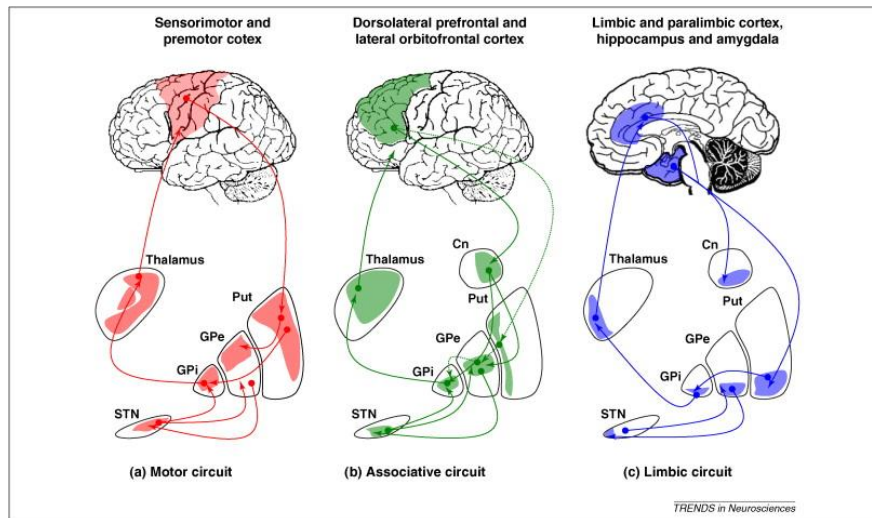 Sensorimotor and
premotor cotex
Dorsolateral prefrontal and
lateral orbitofrontal cortex
Limbic and paralimbic cortex,
hippocampus and amygdala
Thalamus
Put
GPe
GPi
STN
(a) Motor circuit
Cn
Thalamus
Put
GPe
GPi
STN
(b) Associative circuit
Cn
Thalamus
Put
GPe
GPi
STN
(c) Limbic circuit
TRENDS in Neurosciences